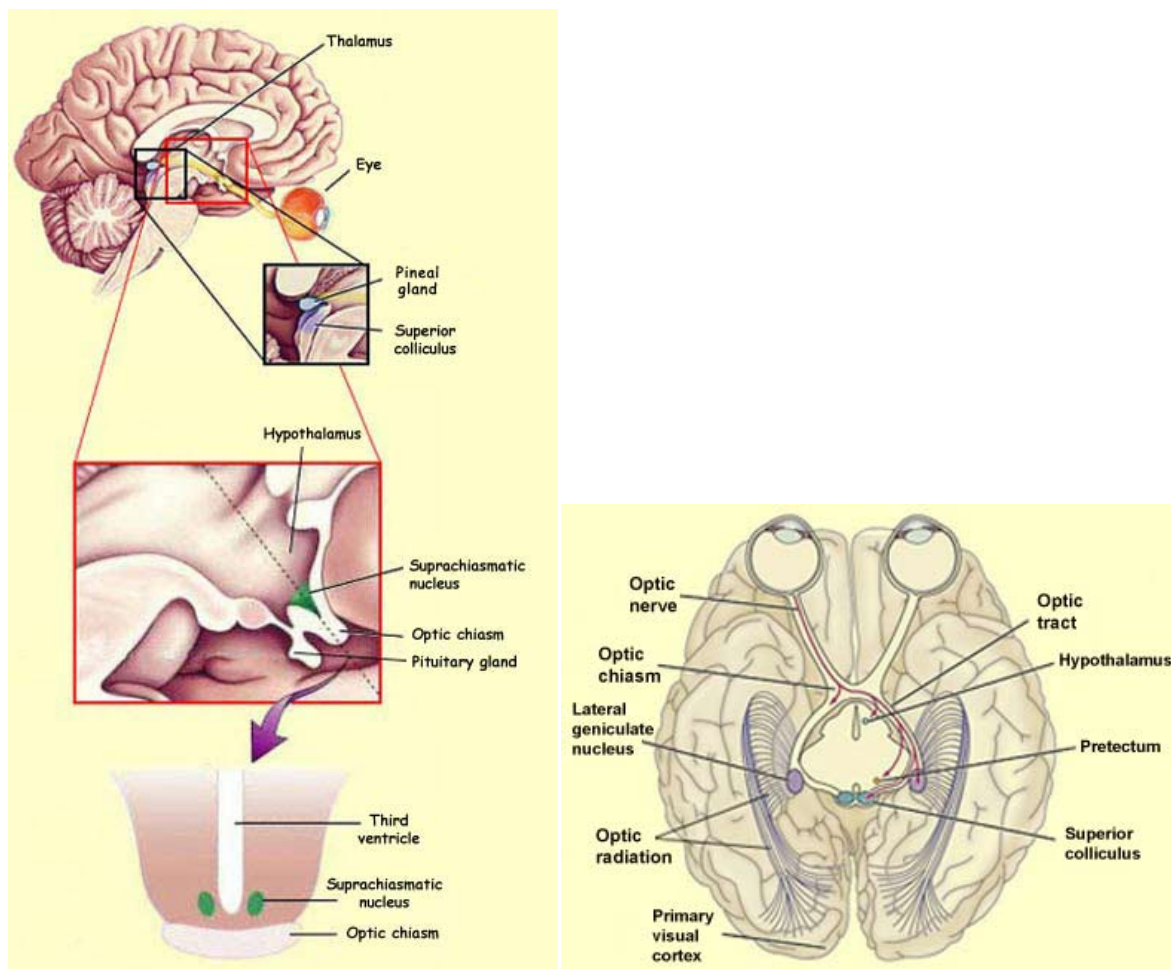 Thalamus
Eye
Pineal
gland
Superior
colliculus
Hypothalamus
Suprachiasmatic
nucleus
Optic chiasm
Pituitary gland
Third
ventricle
Suprachiasmatic
nucleus
Optic chiasm
Optic
nerve
Optic
tract
Optic
chiasm
Hypothalamus
Lateral
geniculate
nucleus
Pretectum
Optic
radiation
Superior
colliculus
Primary
visual
cortex